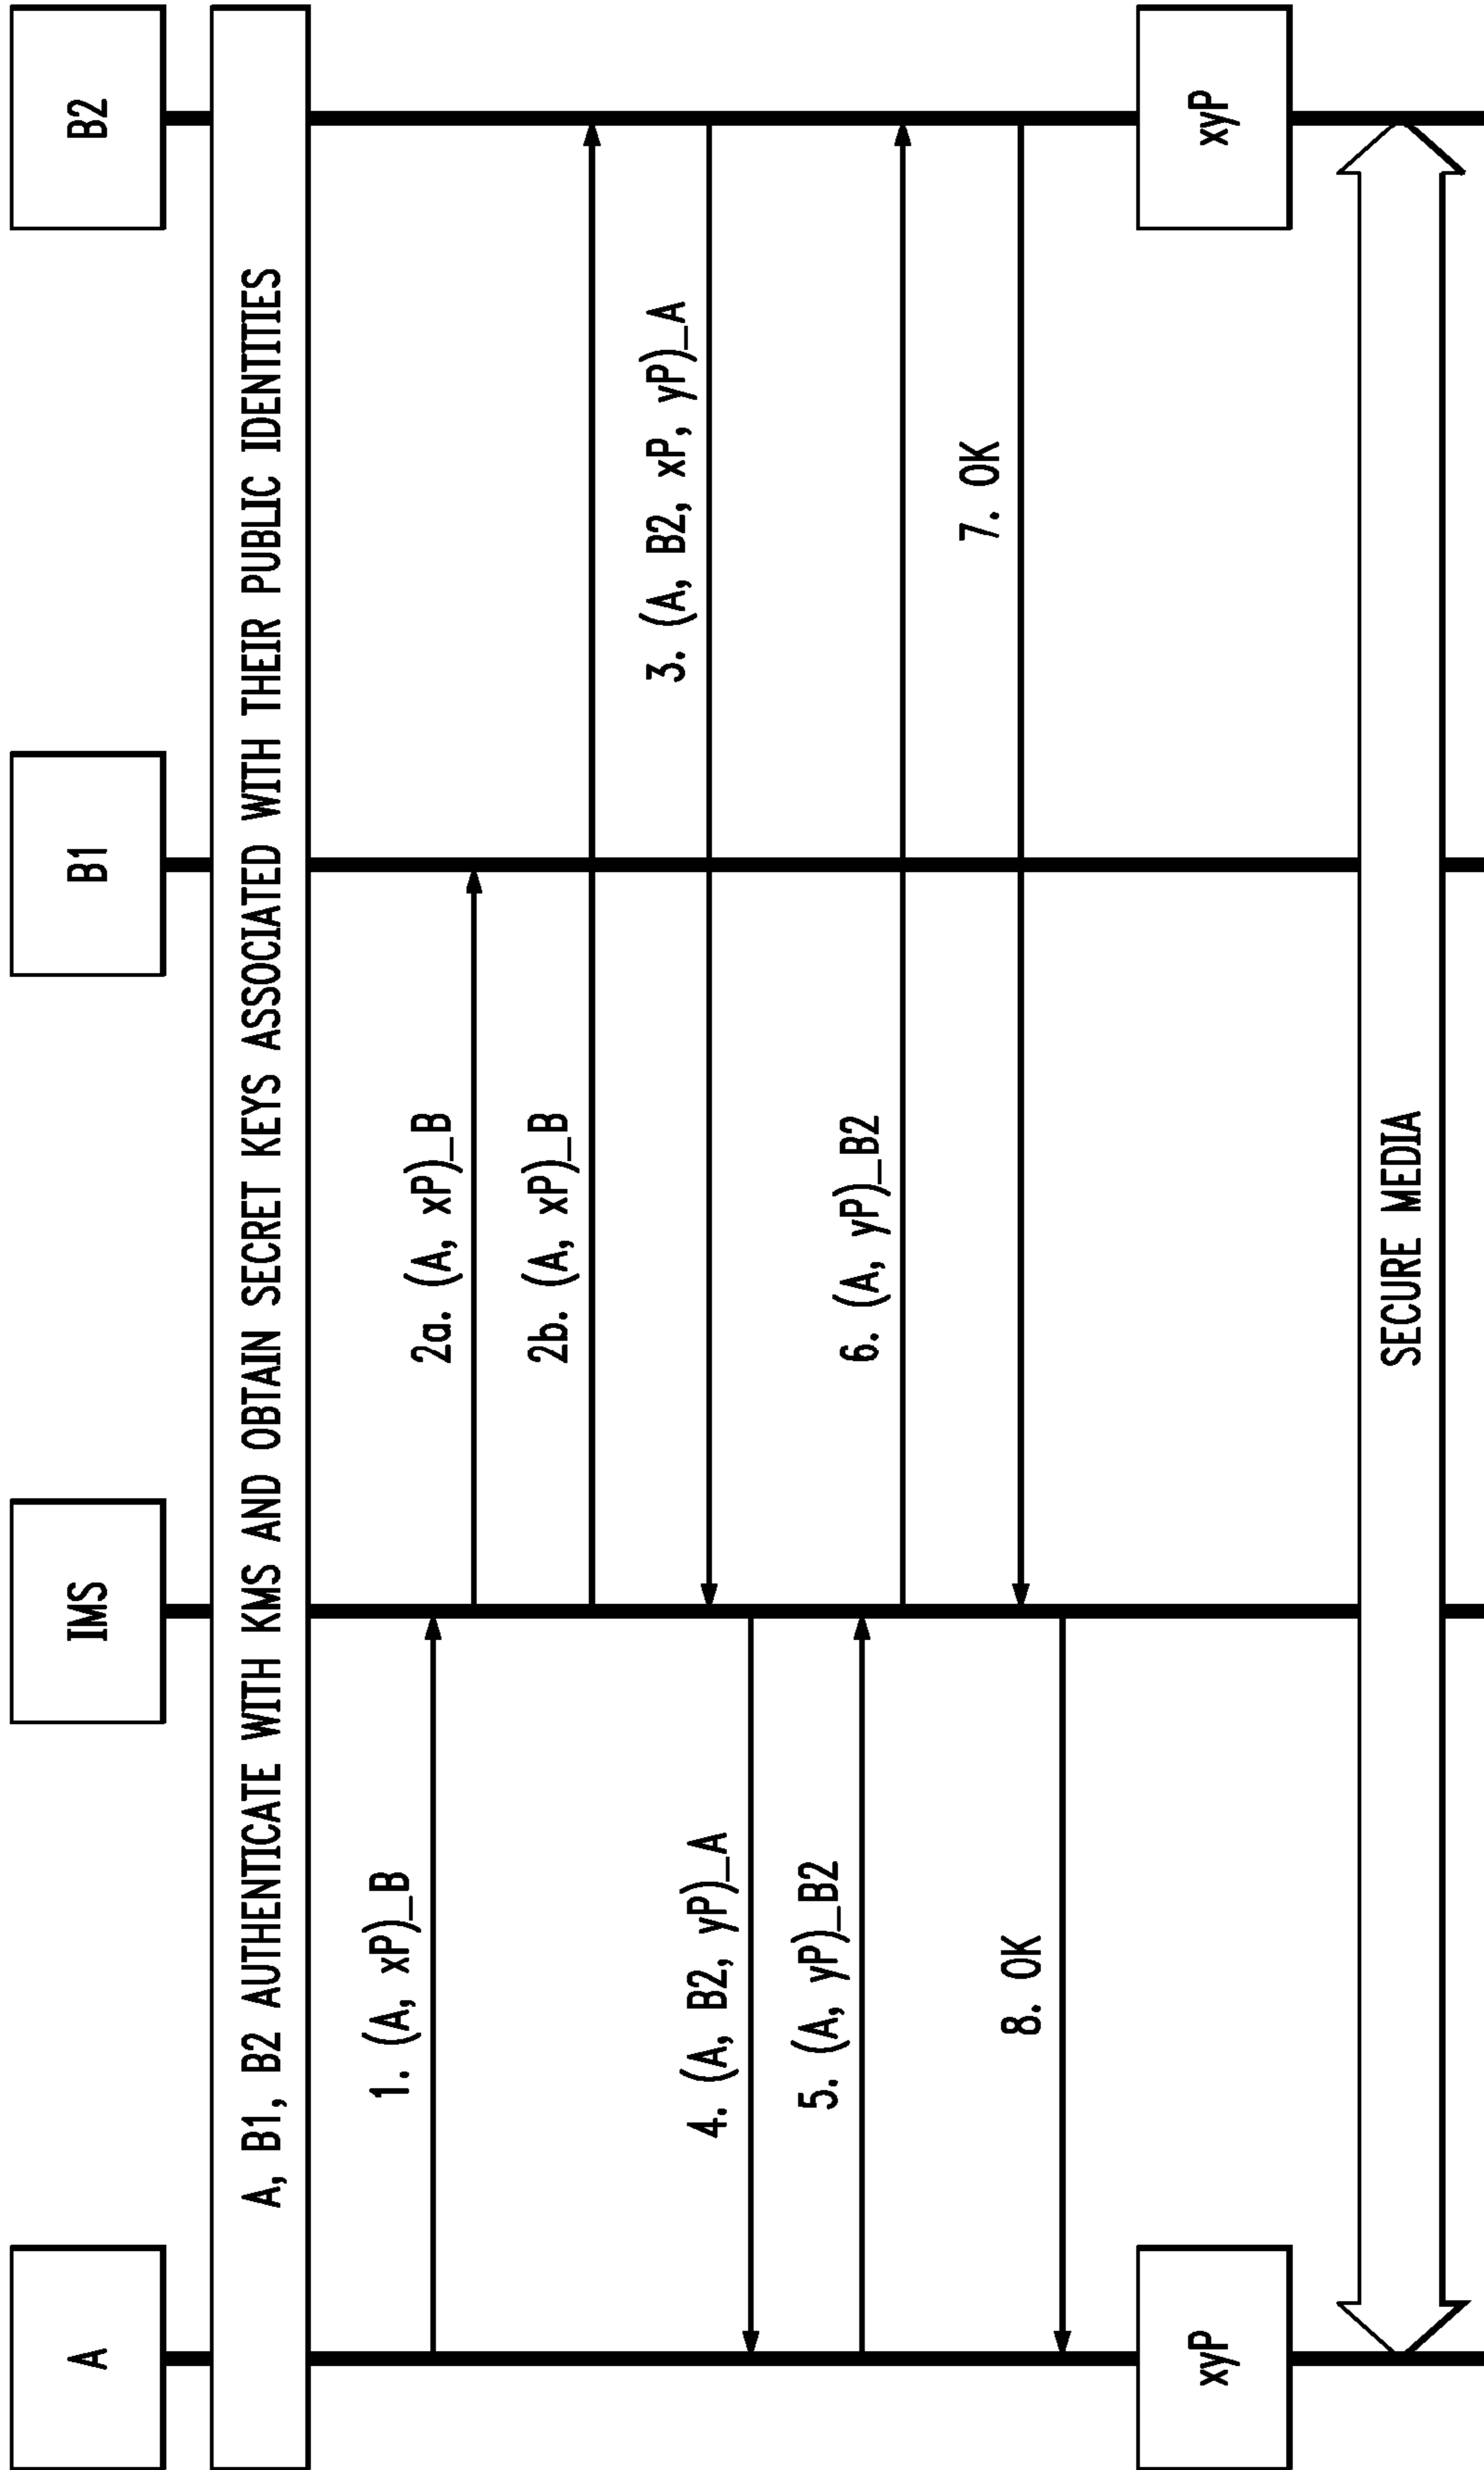 A
IMS
B1
B2
A, B1, B2 AUTHENTICATE WITH KMS AND OBTAIN SECRET KEYS ASSOCIATED WITH THEIR PUBLIC IDENTITIES
1. (A, xP)_B
2a. (A, xP)_B
2b. (A, xP)_B
3. (A, B2, xP, yP)_A
4. (A, B2, yP)_A
5. (A, yP)_B2
6. (A, yP)_B2
7. OK
8. OK
xyP
xyP
SECURE MEDIA